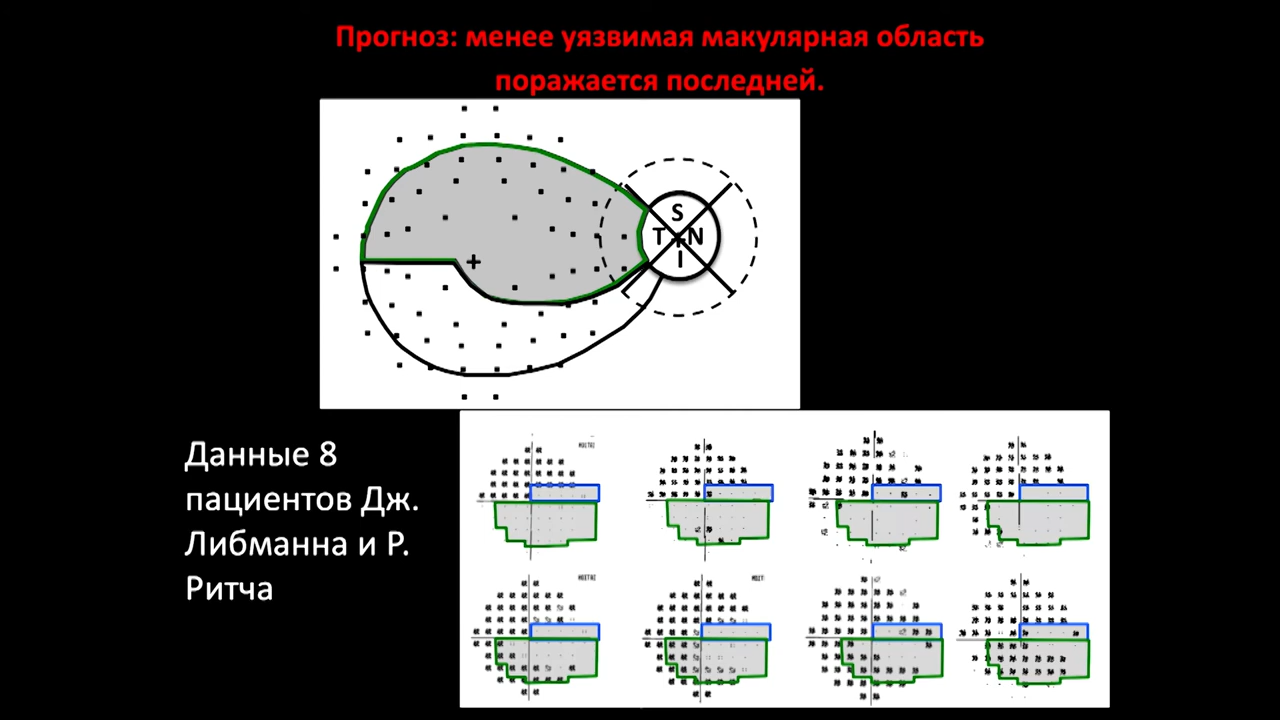 Прогноз: менее уязвимая макулярная область
поражается последней.
S
T N
I
Данные 8
пациентов Дж.
Либманна и Р.
Ритча